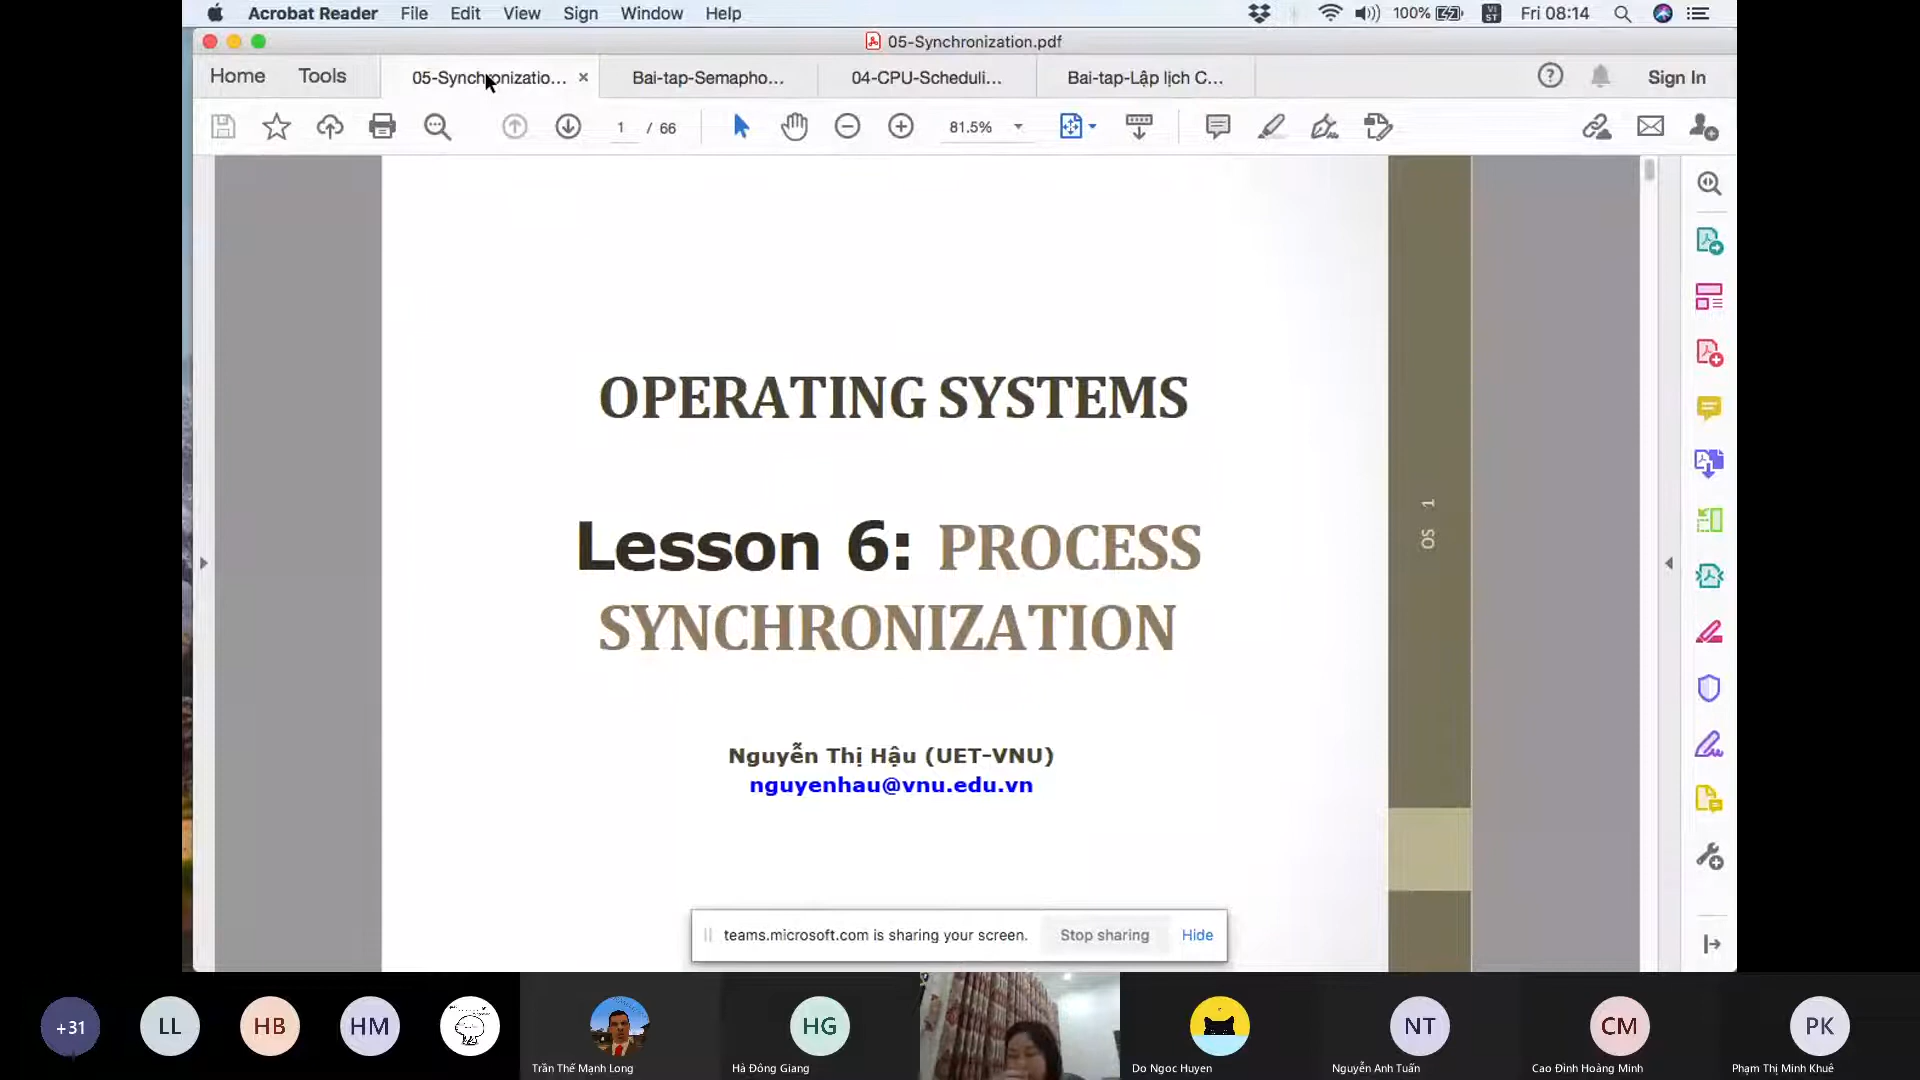 Acrobat Reader File Edit View Sign Window Help 100% VI ST Fri 08:14
05-Synchronization.pdf
Home Tools 05-Synchronizatio... × Bai-tap-Semapho... 04-CPU-Scheduli... Bai-tap-Lập lịch C... Sign In
1 / 66 81.5%
OPERATING SYSTEMS
Lesson 6: PROCESS
SYNCHRONIZATION
OS 1
Nguyễn Thị Hậu (UET-VNU)
nguyenhau@vnu.edu.vn
teams.microsoft.com is sharing your screen. Stop sharing Hide
+31 LL HB HM HG NT CM PK
Trần Thế Mạnh Long Hà Đông Giang Do Ngoc Huyen Nguyễn Anh Tuấn Cao Đình Hoàng Minh Phạm Thị Minh Khuê